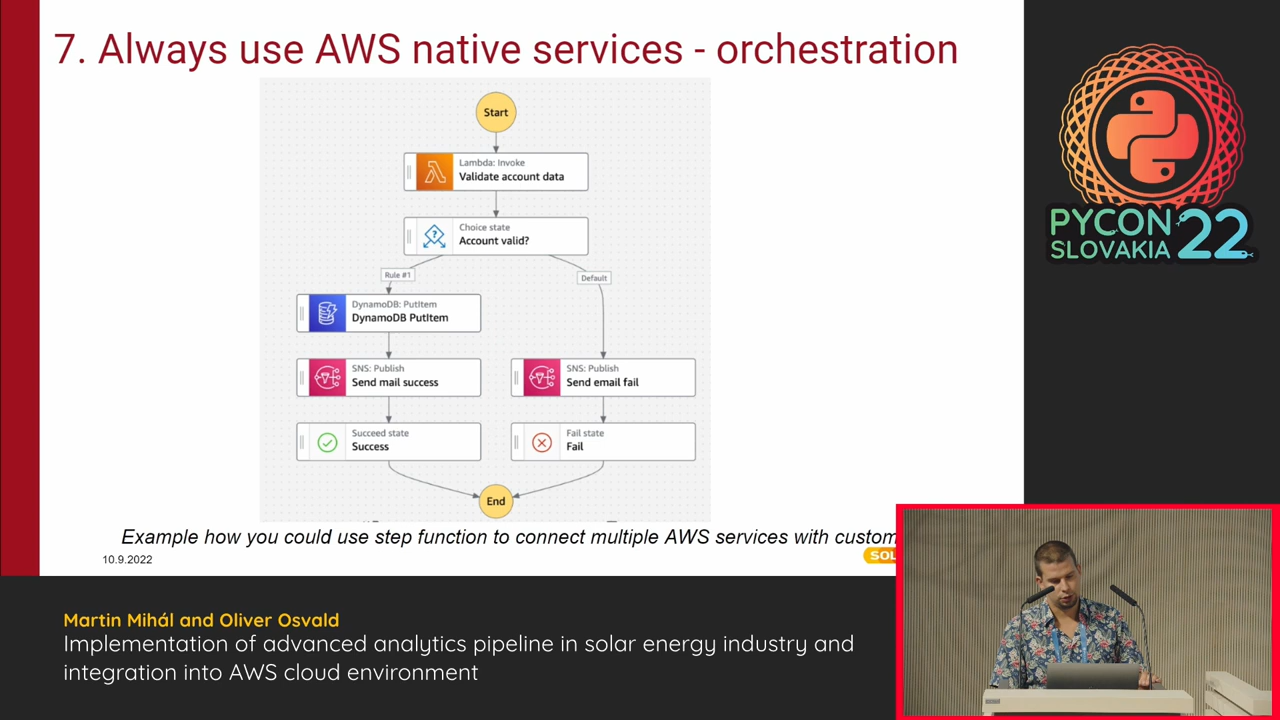 7. Always use AWS native services - orchestration
Start
Lambda: Invoke
Validate account data
Choice state
Account valid?
Rule #1
Default
DynamoDB: PutItem
DynamoDB PutItem
SNS: Publish
Send mail success
SNS: Publish
Send email fail
Succeed state
Success
Fail state
Fail
End
Example how you could use step function to connect multiple AWS services with custom
10.9.2022
SOL
PYCON
SLOVAKIA
22
Martin Mihál and Oliver Osvald
Implementation of advanced analytics pipeline in solar energy industry and
integration into AWS cloud environment